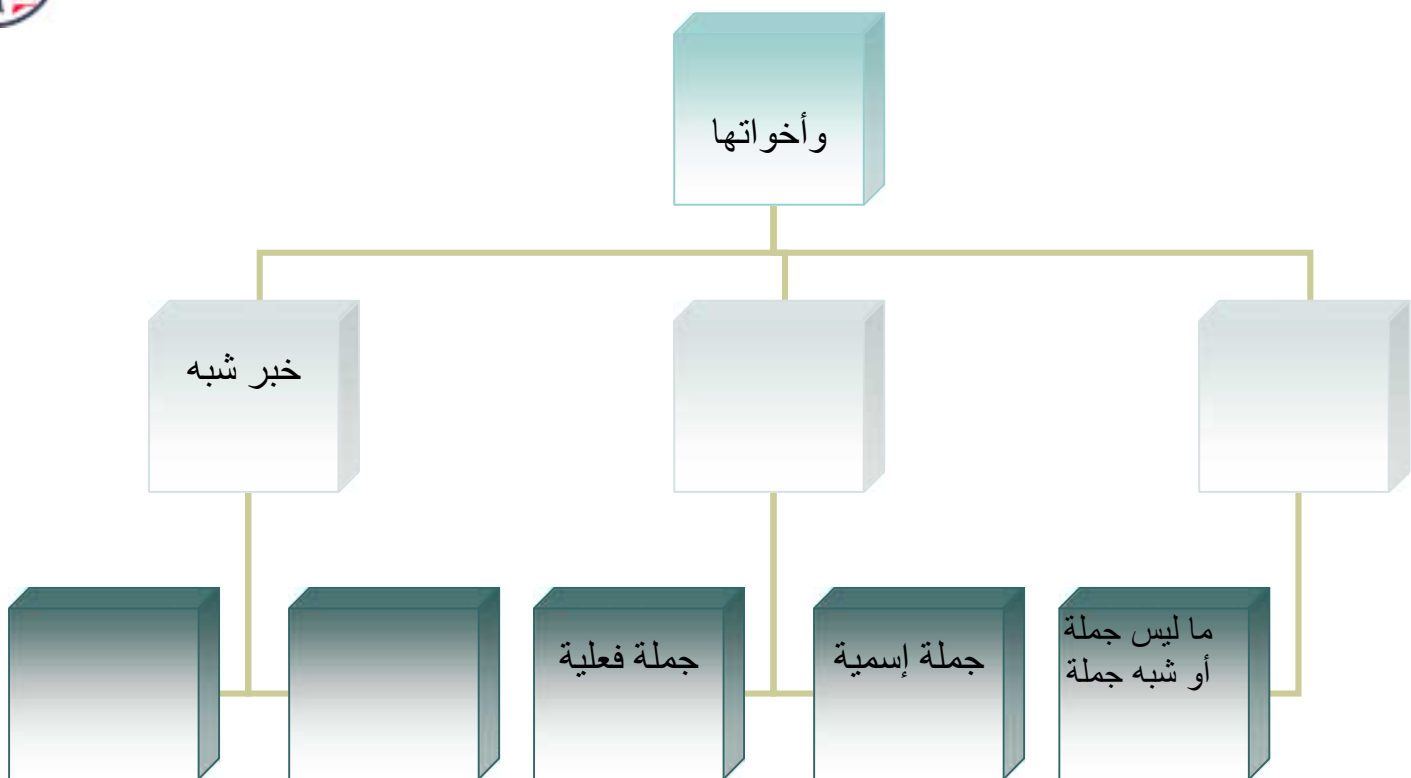 وأخواتها
خبر شبه
ما ليس جملة
أو شبه جملة
جملة إسمية
جملة فعلية